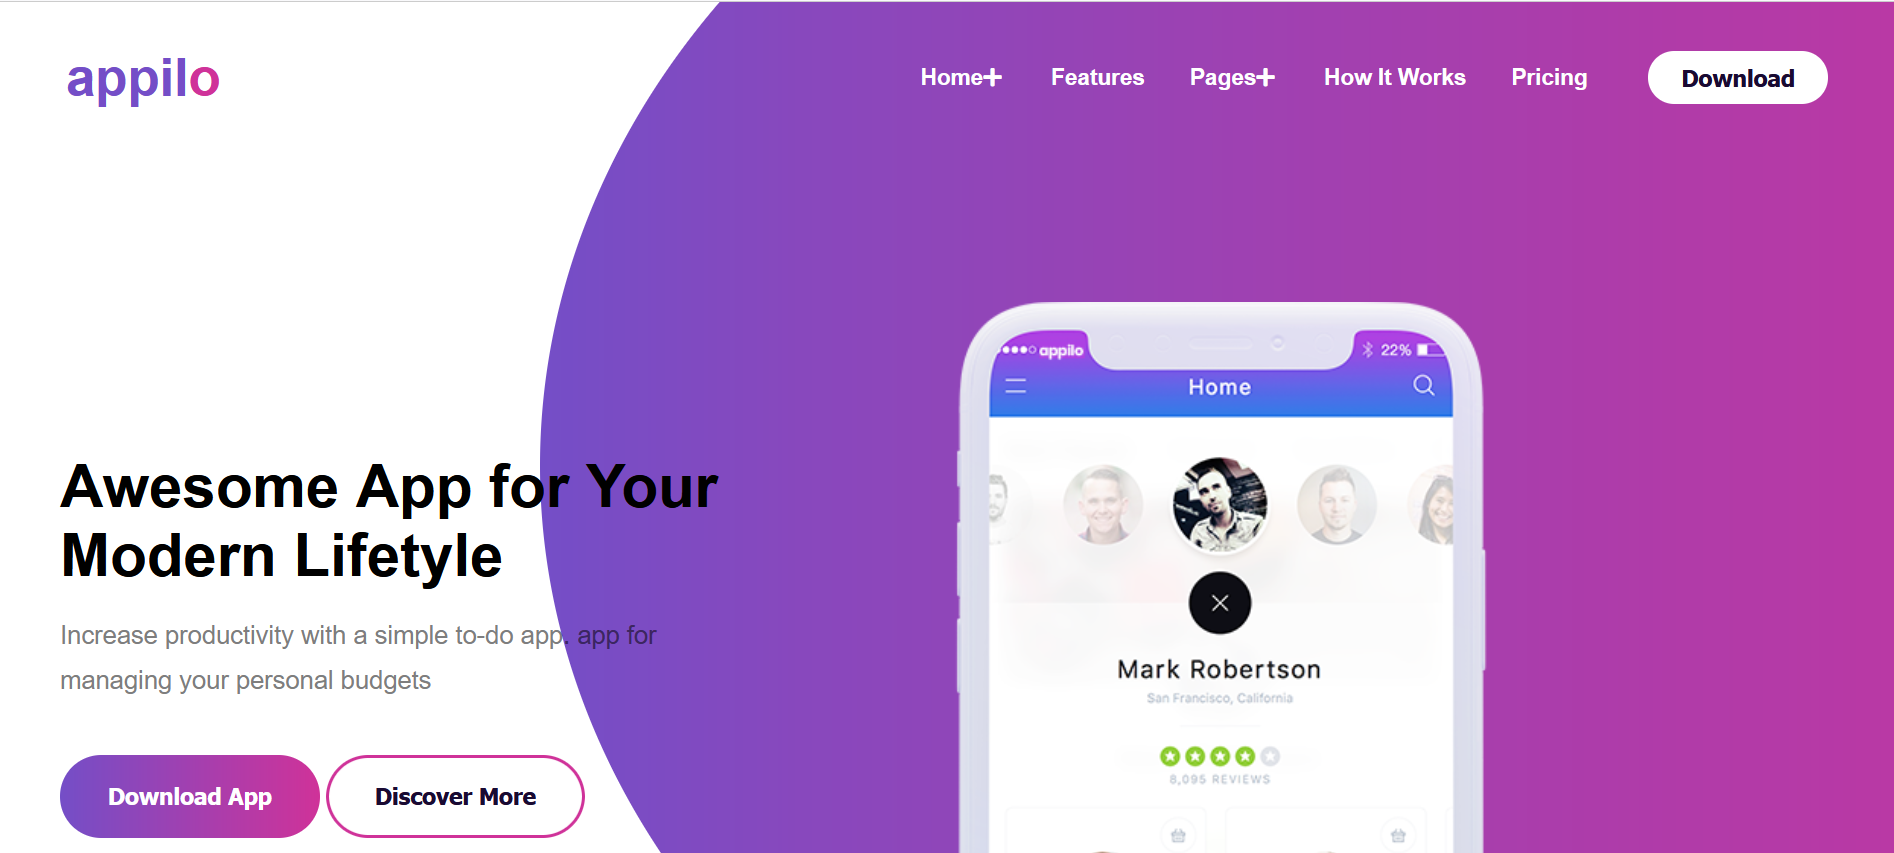 appilo
Home+ Features Pages+ How It Works Pricing Download
appilo 22%
Home
Awesome App for Your
Modern Lifetyle
Increase productivity with a simple to-do app. app for
managing your personal budgets
Download App Discover More
Mark Robertson
San Francisco, California
8,095 REVIEWS